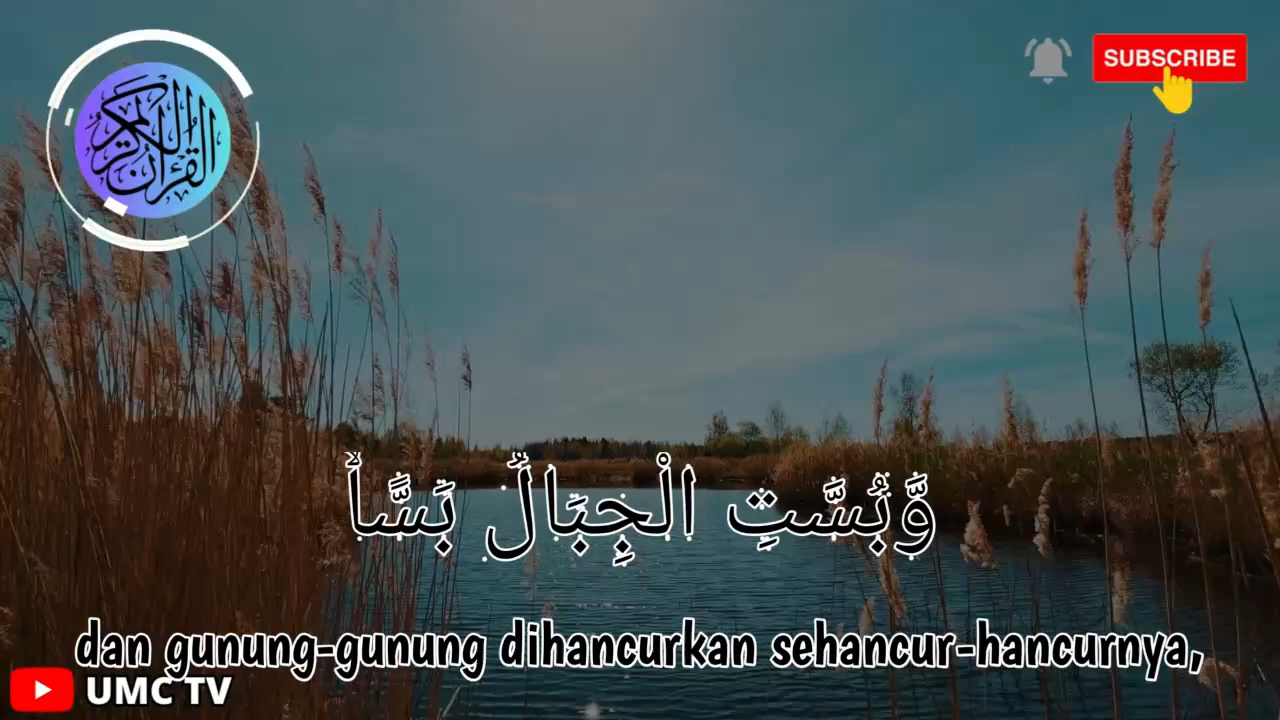 القرآن الكريم
SUBSCRIBE
وَّبُسَّتِ الْجِبَالُ بَسًّاۙ
dan gunung-gunung dihancurkan sehancur-hancurnya,
UMC TV